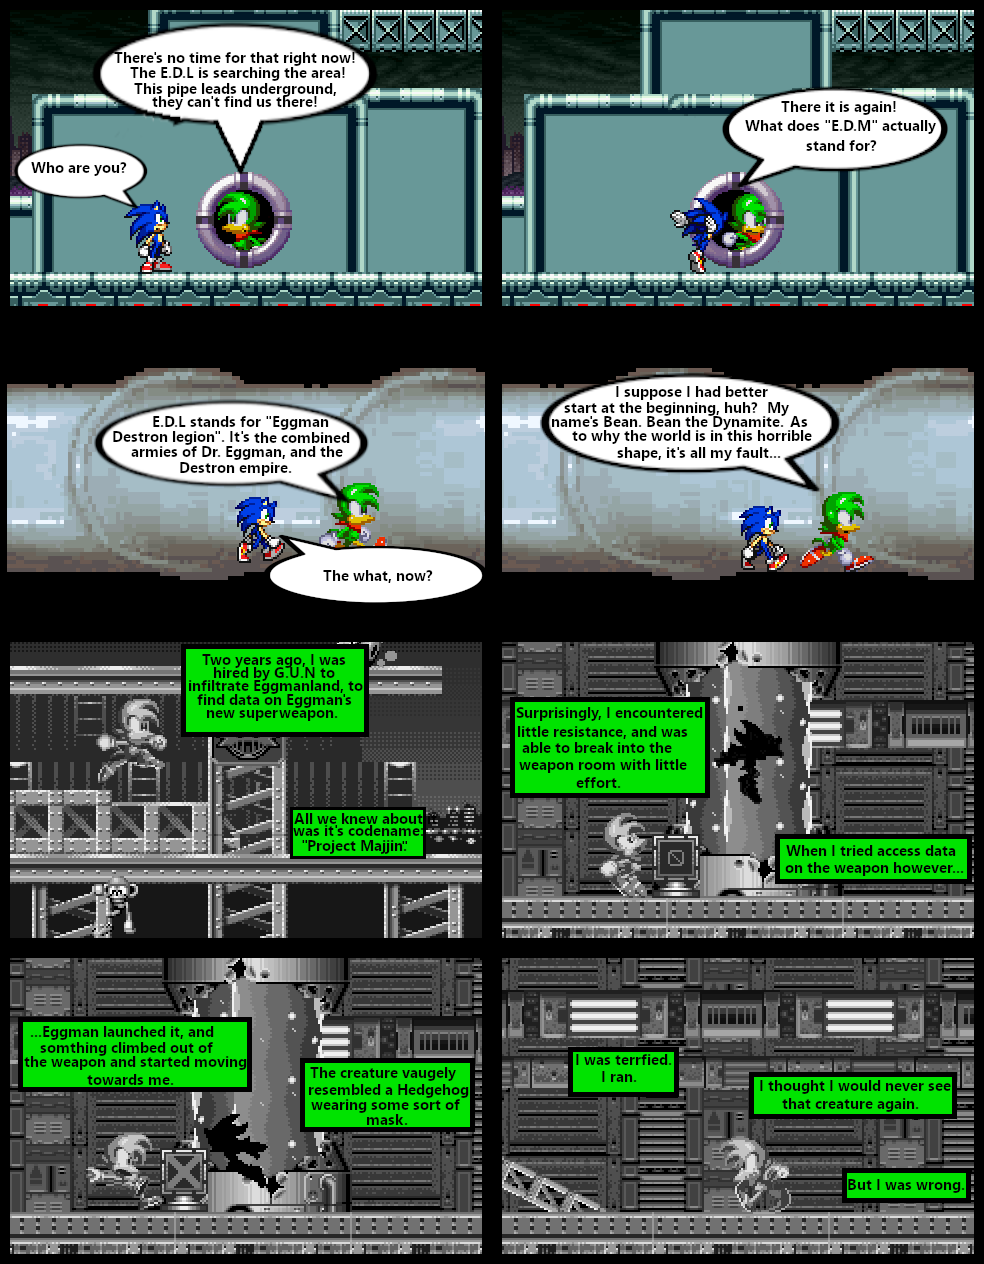 There's no time for that right now!
The E.D.L is searching the area!
This pipe leads underground,
they can't find us there!
Who are you?
There it is again!
What does "E.D.M" actually
stand for?
E.D.L stands for "Eggman
Destron legion". It's the combined
armies of Dr. Eggman, and the
Destron empire.
The what, now?
I suppose I had better
start at the beginning, huh? My
name's Bean. Bean the Dynamite. As
to why the world is in this horrible
shape, it's all my fault...
Two years ago, I was
hired by G.U.N to
infiltrate Eggmanland, to
find data on Eggman's
new superweapon.
All we knew about
was it's codename:
"Project Majjin".
Surprisingly, I encountered
little resistance, and was
able to break into the
weapon room with little
effort.
When I tried access data
on the weapon however...
...Eggman launched it, and
somthing climbed out of
the weapon and started moving
towards me.
The creature vaugely
resembled a Hedgehog
wearing some sort of
mask.
I was terrfied.
I ran.
I thought I would never see
that creature again.
But I was wrong.